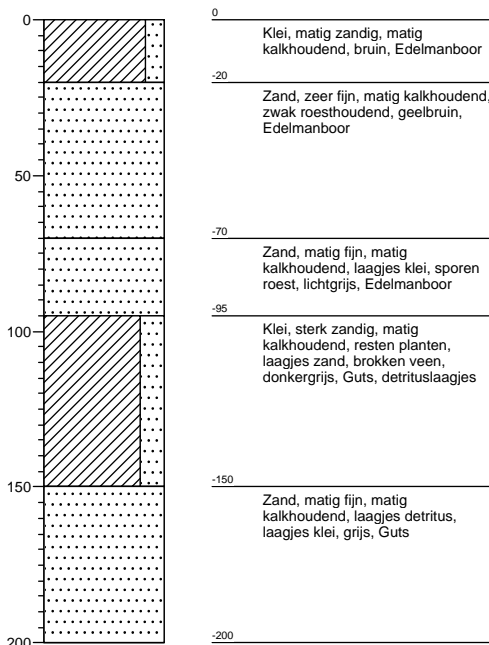 0
50
100
150
200
0
Klei, matig zandig, matig
kalkhoudend, bruin, Edelmanboor
-20
Zand, zeer fijn, matig kalkhoudend,
zwak roesthoudend, geelbruin,
Edelmanboor
-70
Zand, matig fijn, matig
kalkhoudend, laagjes klei, sporen
roest, lichtgrijs, Edelmanboor
-95
Klei, sterk zandig, matig
kalkhoudend, resten planten,
laagjes zand, brokken veen,
donkergrijs, Guts, detrituslaagjes
-150
Zand, matig fijn, matig
kalkhoudend, laagjes detritus,
laagjes klei, grijs, Guts
-200